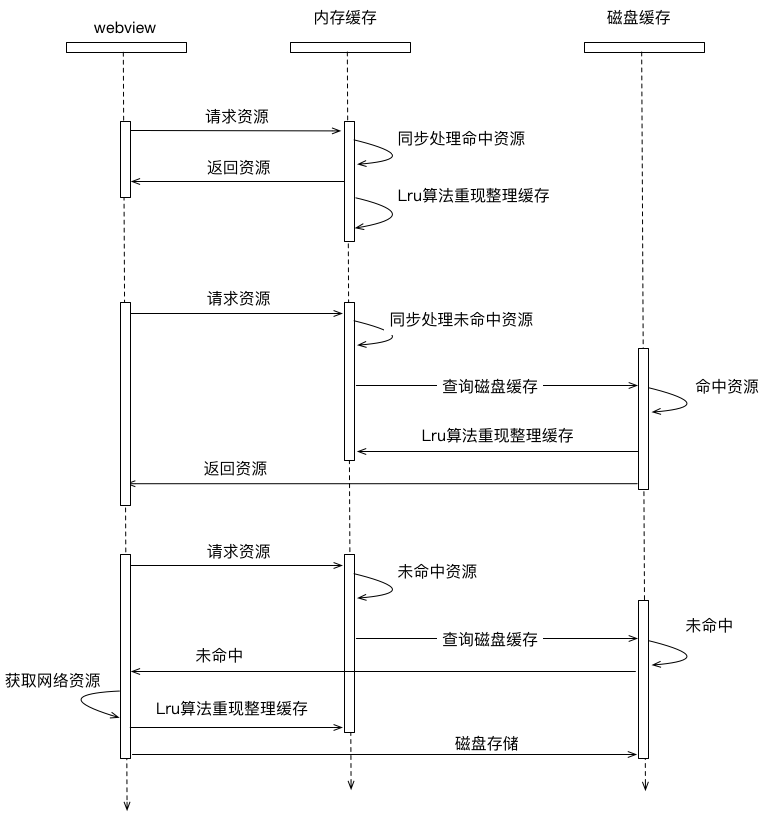 webview
内存缓存
磁盘缓存
请求资源
同步处理命中资源
返回资源
Lru算法重现整理缓存
请求资源
同步处理未命中资源
查询磁盘缓存
命中资源
Lru算法重现整理缓存
返回资源
请求资源
未命中资源
未命中
查询磁盘缓存
未命中
获取网络资源
Lru算法重现整理缓存
磁盘存储